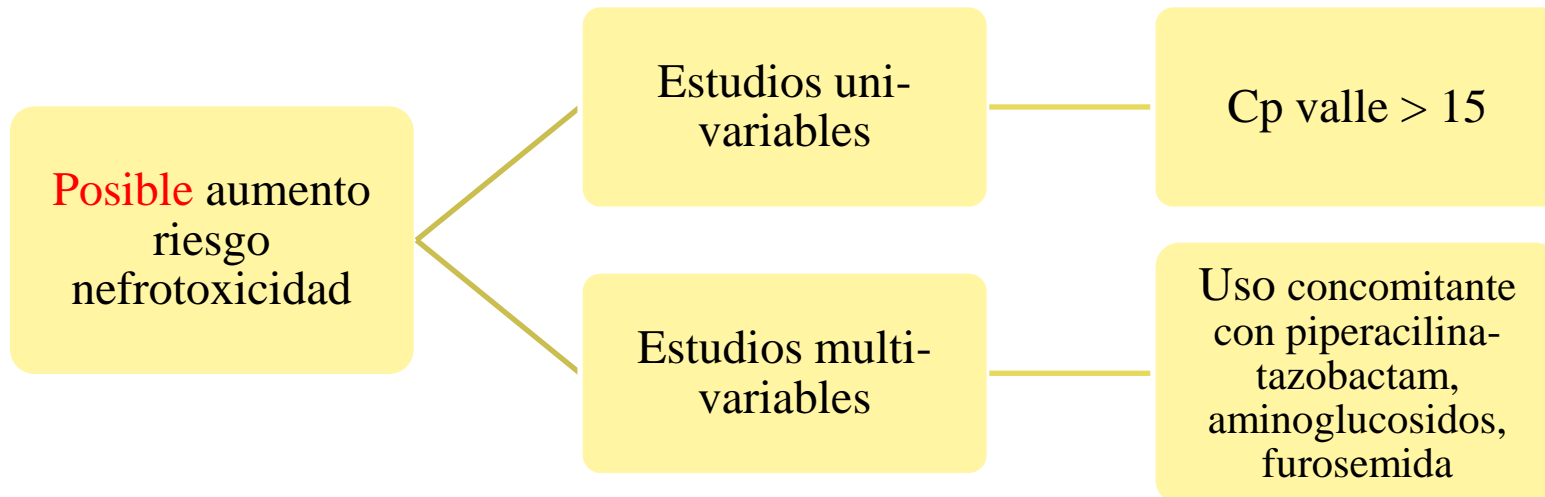 Posible aumento
riesgo
nefrotoxicidad
Estudios uni-
variables
Cp valle > 15
Estudios multi-
variables
Uso concomitante
con piperacilina-
tazobactam,
aminoglucosidos,
furosemida